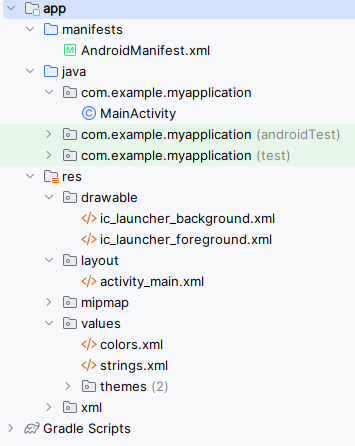 app
manifests
AndroidManifest.xml
java
com.example.myapplication
MainActivity
com.example.myapplication (androidTest)
com.example.myapplication (test)
res
drawable
ic_launcher_background.xml
ic_launcher_foreground.xml
layout
activity_main.xml
mipmap
values
colors.xml
strings.xml
themes (2)
xml
Gradle Scripts